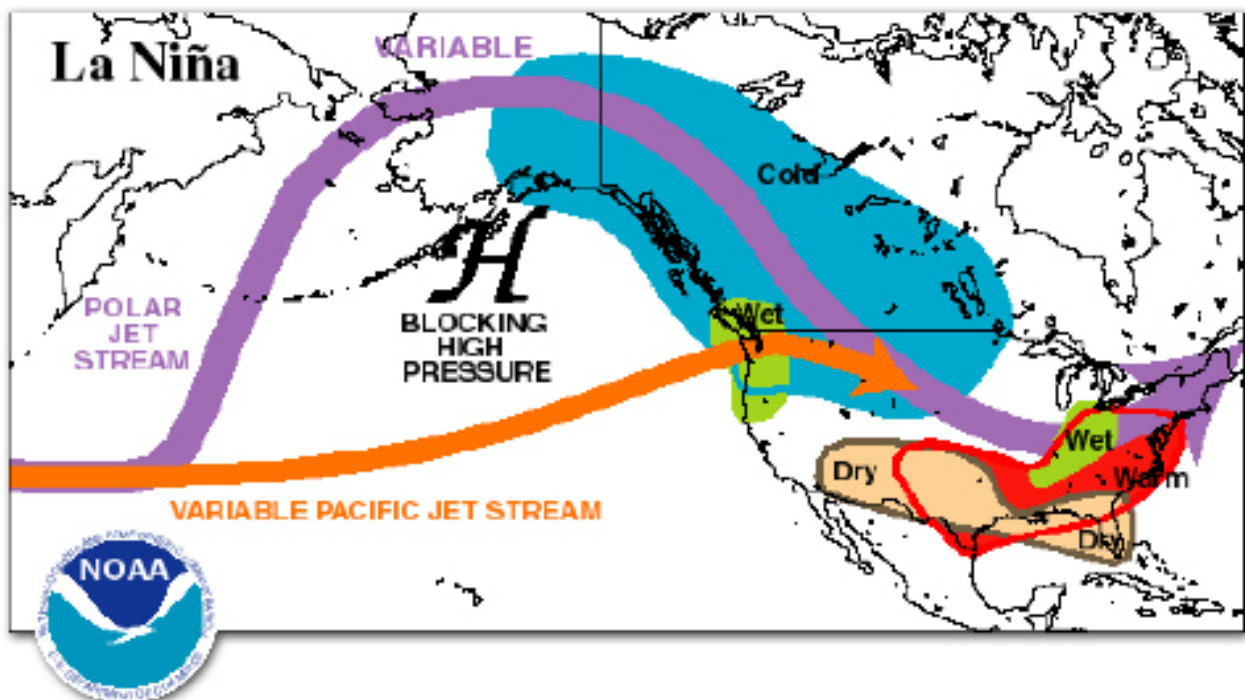 La Niña
VARIABLE
Cold
POLAR
JET
STREAM
H
BLOCKING
HIGH
PRESSURE
Wet
Wet
Dry
Warm
Dry
VARIABLE PACIFIC JET STREAM
NOAA